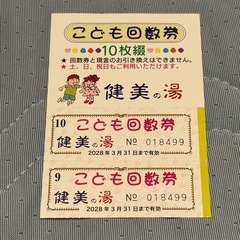 こども回数券
10枚綴
★回数券と現金のお引き換えはできません。
★土、日、祝日もご利用いただけます。
健美の湯
10 こども回数券
健美の湯 № 018499
2028年3月31日まで有効
9 こども回数券
健美の湯 № 018499
2028年3月31日まで有効